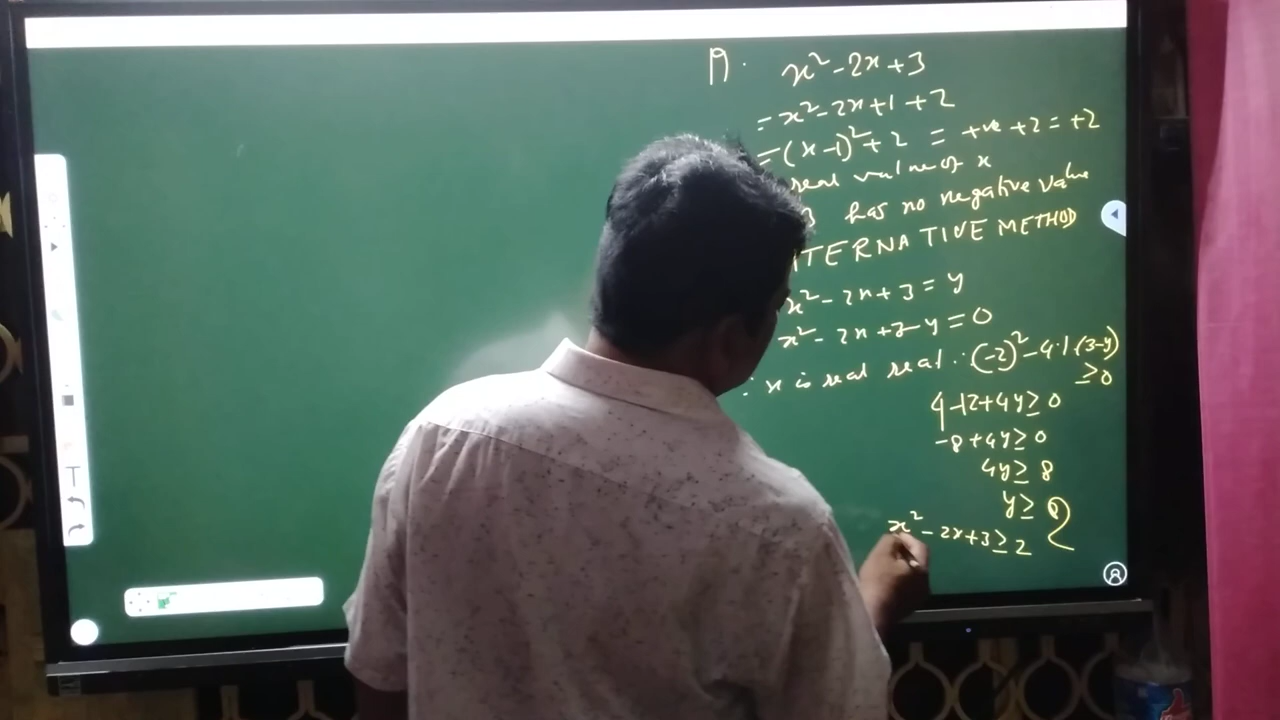 A. x² - 2x + 3
= x² - 2x + 1 + 2
= (x - 1)² + 2 = +ve + 2 = +2
real value of x
3 has no negative value
TERNATIVE METHOD
x² - 2x + 3 = y
x² - 2x + 3 - y = 0
∵ x is real real ∴ (-2)² - 4·1 (3-y)
≥ 0
4 - 12 + 4y ≥ 0
-8 + 4y ≥ 0
4y ≥ 8
y ≥ 2
x² - 2x + 3 ≥ 2
T